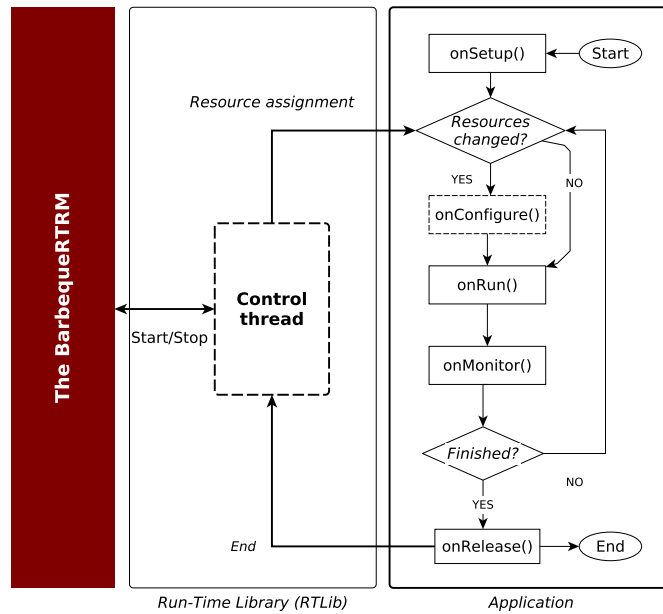 The BarbequeRTRM
Start/Stop
Resource assignment
Control
thread
End
Run-Time Library (RTLib)
onSetup()
Start
Resources
changed?
YES
NO
onConfigure()
onRun()
onMonitor()
Finished?
NO
YES
onRelease()
End
Application